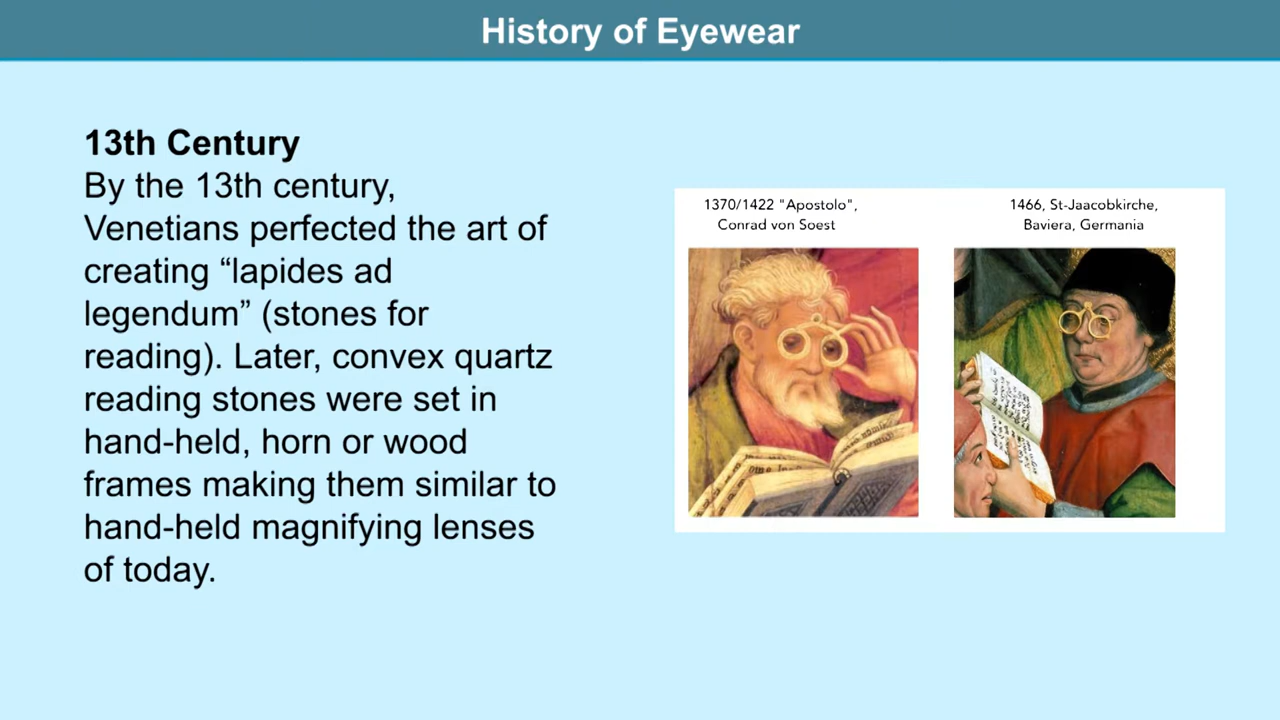 History of Eyewear
13th Century
By the 13th century,
Venetians perfected the art of
creating “lapides ad
legendum” (stones for
reading). Later, convex quartz
reading stones were set in
hand-held, horn or wood
frames making them similar to
hand-held magnifying lenses
of today.
1370/1422 "Apostolo",
Conrad von Soest
1466, St-Jaacobkirche,
Baviera, Germania